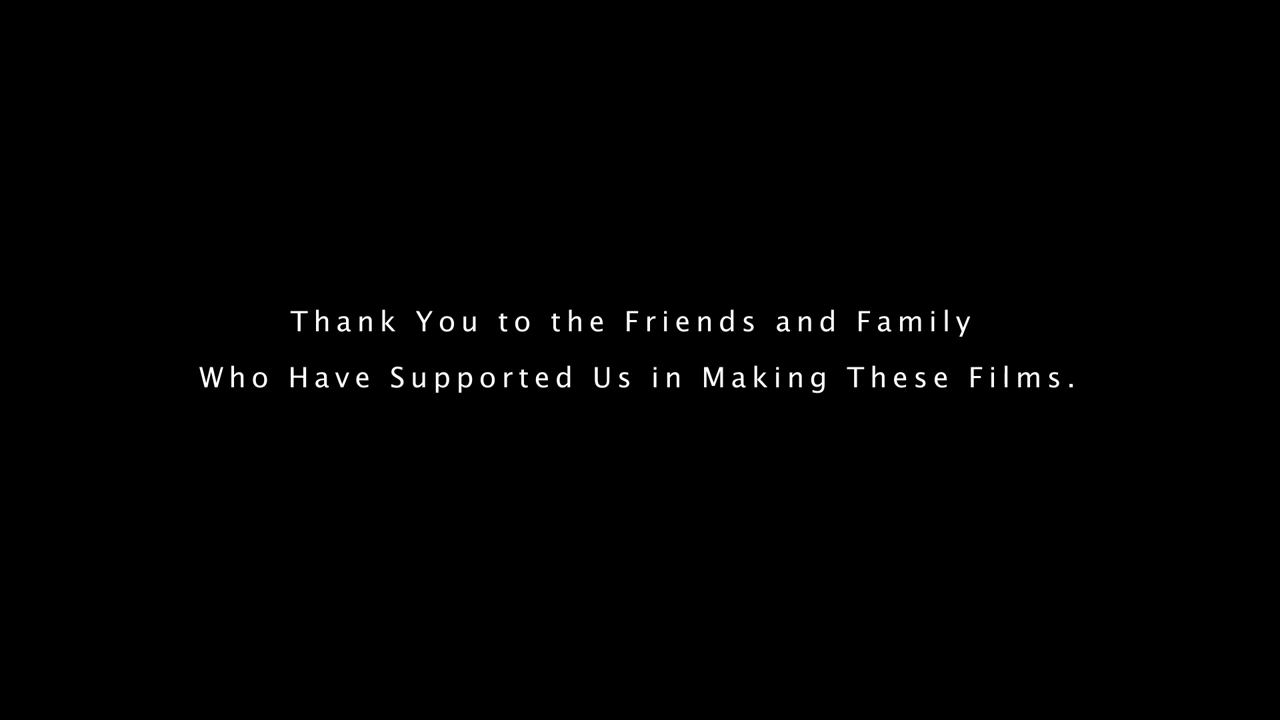 Thank You to the Friends and Family
Who Have Supported Us in Making These Films.